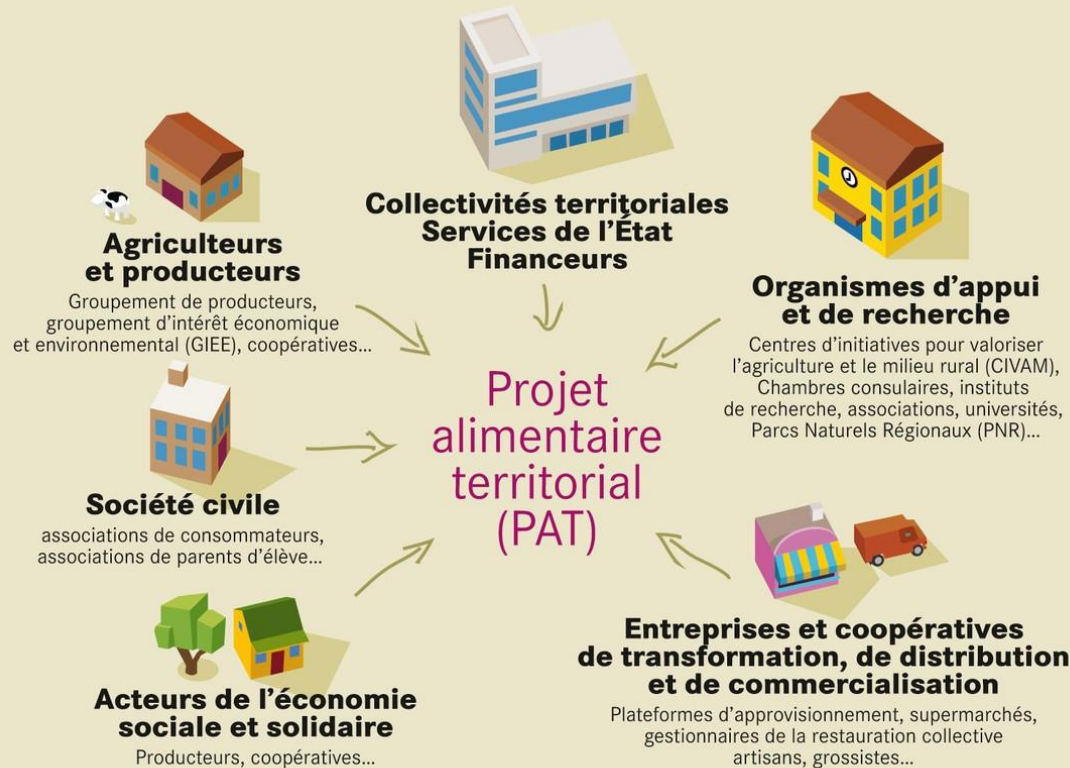 Collectivités territoriales
Services de l'État
Financeurs
Agriculteurs
et producteurs
Groupement de producteurs,
groupement d'intérêt économique
et environnemental (GIEE), coopératives...
Organismes d'appui
et de recherche
Centres d'initiatives pour valoriser
l'agriculture et le milieu rural (CIVAM),
Chambres consulaires, instituts
de recherche, associations, universités,
Parcs Naturels Régionaux (PNR)...
Projet
alimentaire
territorial
(PAT)
Société civile
associations de consommateurs,
associations de parents d'élève...
Acteurs de l'économie
sociale et solidaire
Producteurs, coopératives...
Entreprises et coopératives
de transformation, de distribution
et de commercialisation
Plateformes d'approvisionnement, supermarchés,
gestionnaires de la restauration collective
artisans, grossistes...